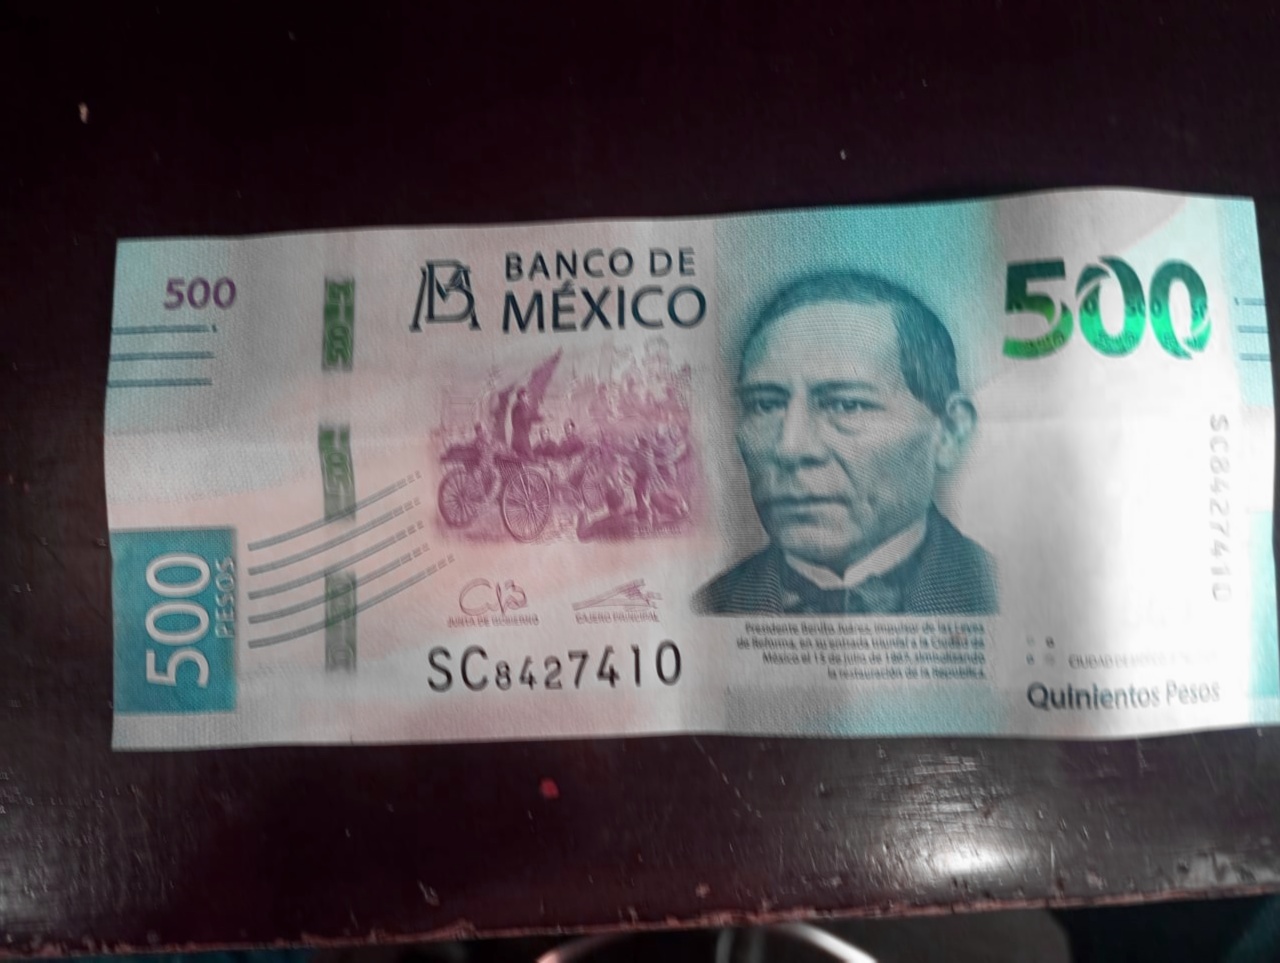 500
BANCO DE
MÉXICO
500
500
PESOS
JUNTA DE GOBIERNO
CAJERO PRINCIPAL
SC8427410
SC8427410
Presidente Benito Juárez, impulsor de las Leyes
de Reforma, en su entrada triunfal a la Ciudad de
México el 15 de julio de 1867, simbolizando
la restauración de la República.
CIUDAD DE
Quinientos Pesos